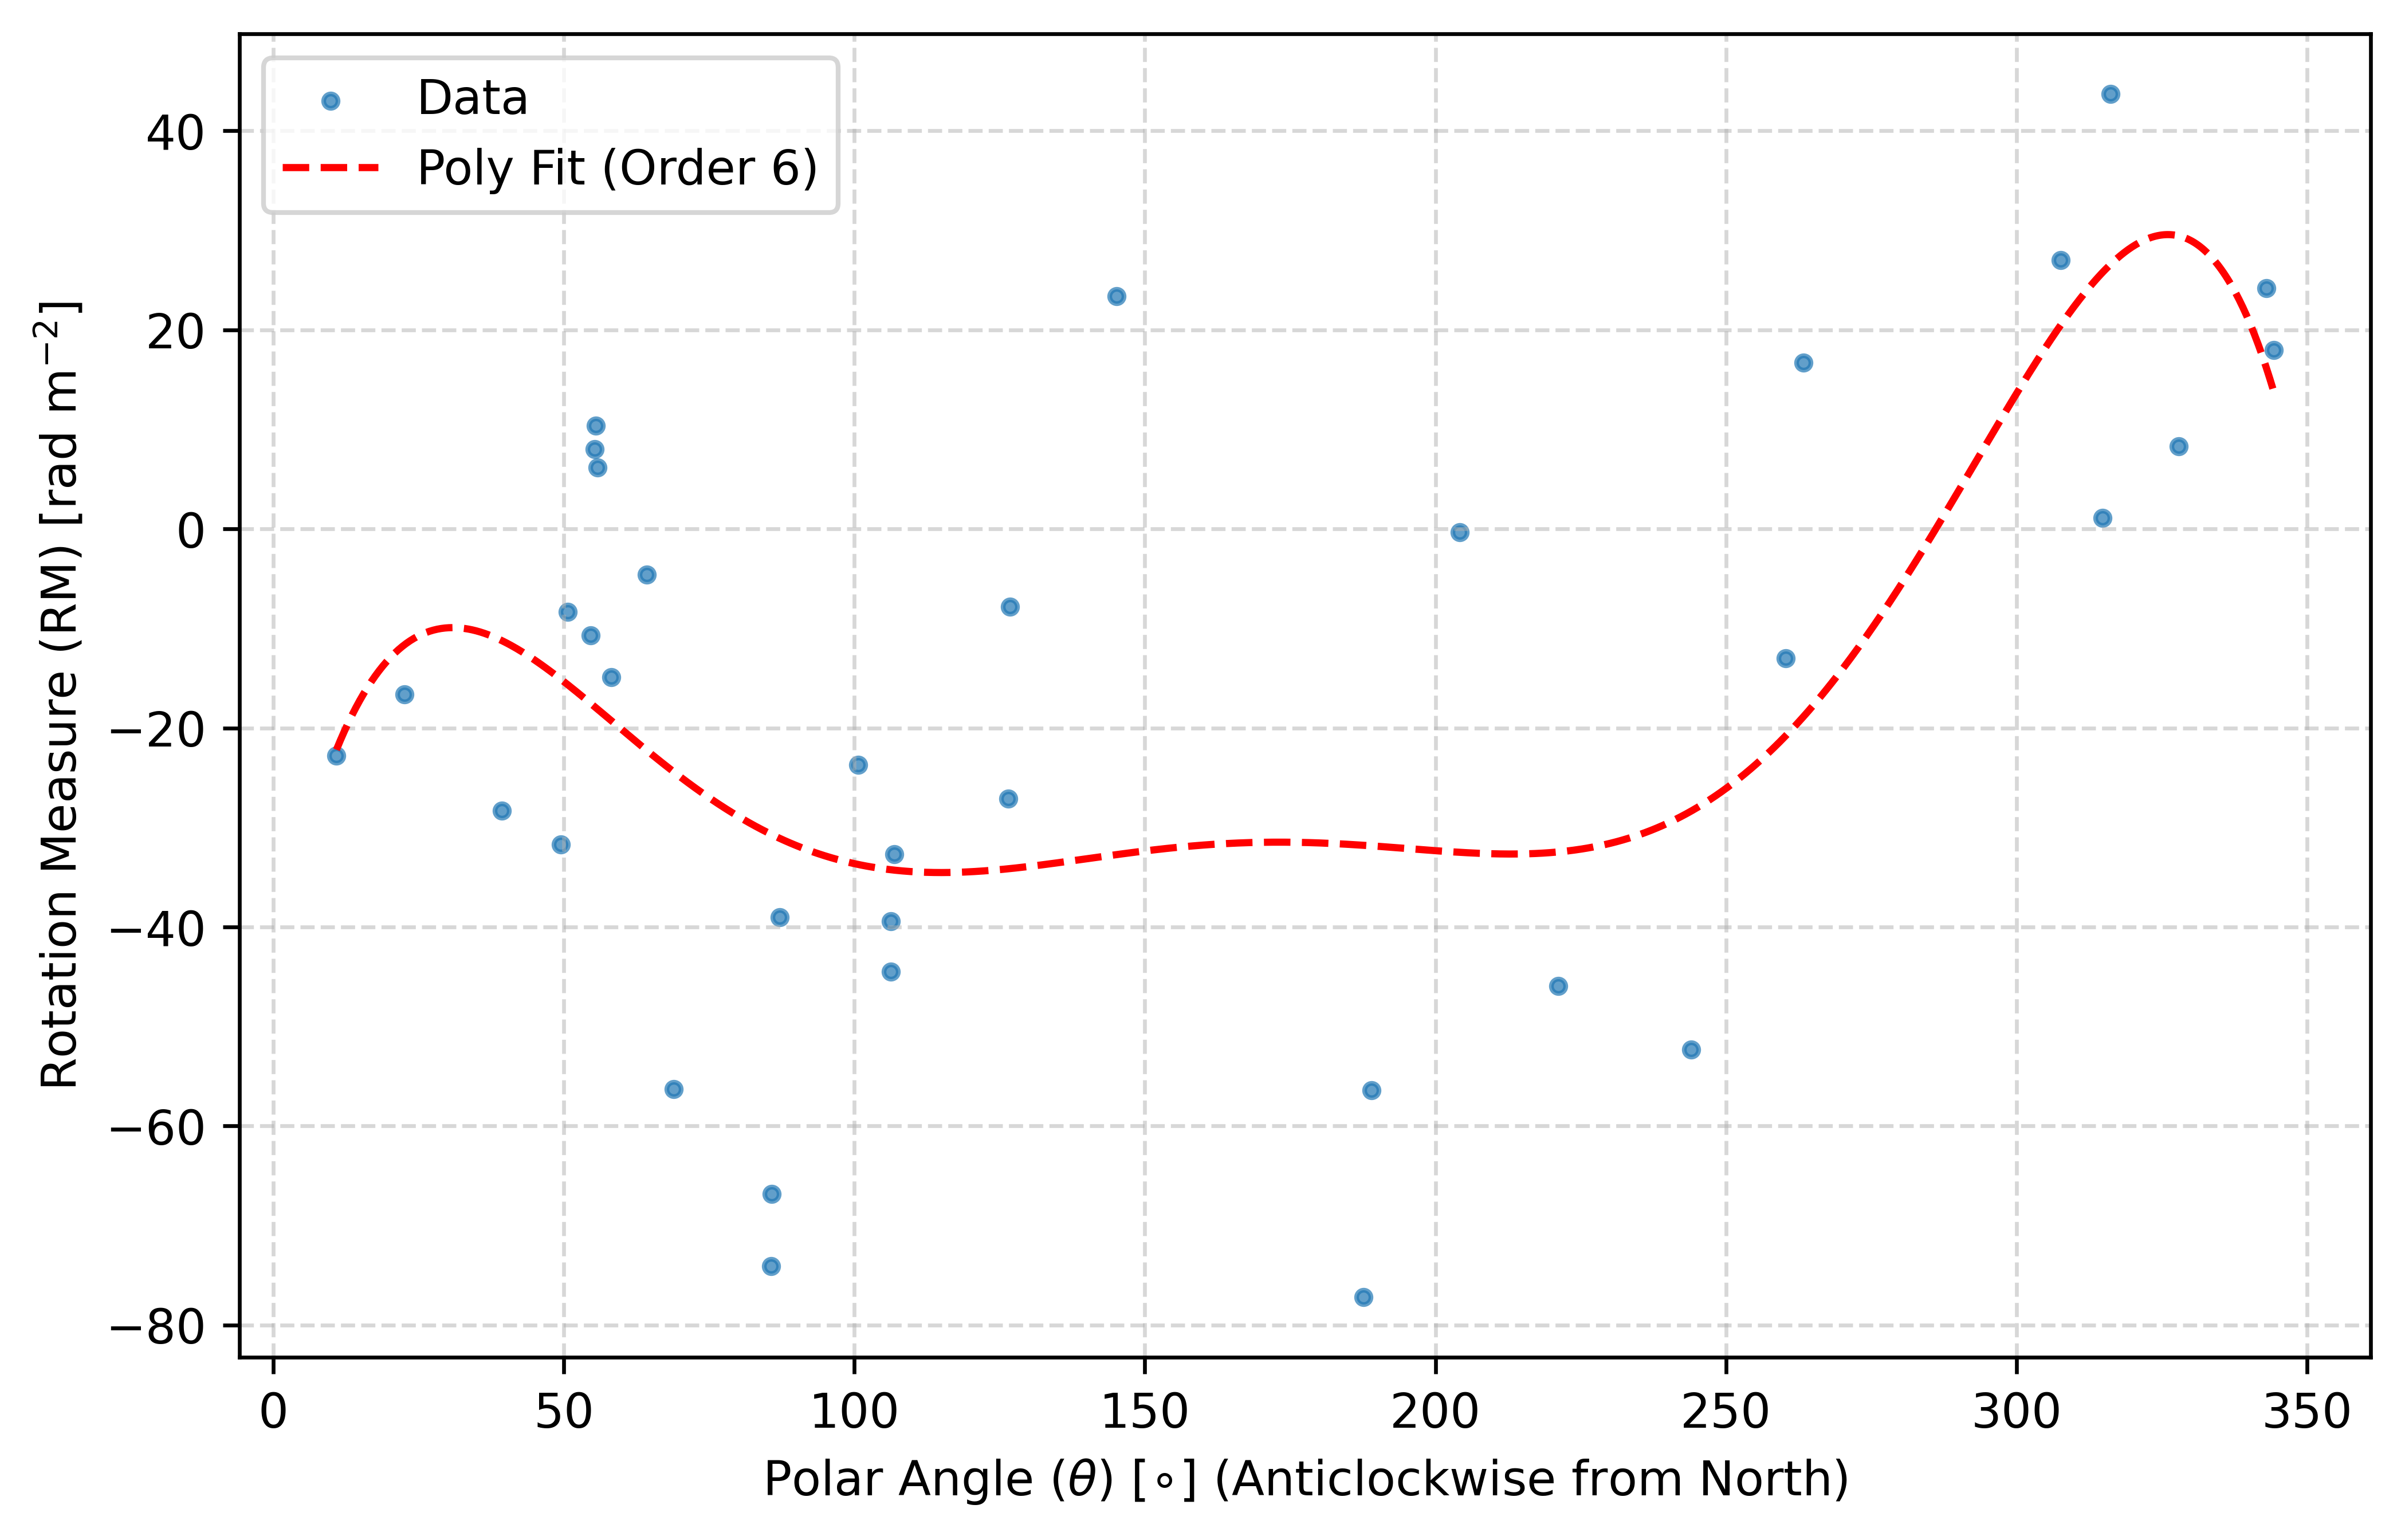 Data
Poly Fit (Order 6)
40
20
0
−20
−40
−60
−80
Rotation Measure (RM) [rad m⁻²]
0 50 100 150 200 250 300 350
Polar Angle (θ) [∘] (Anticlockwise from North)